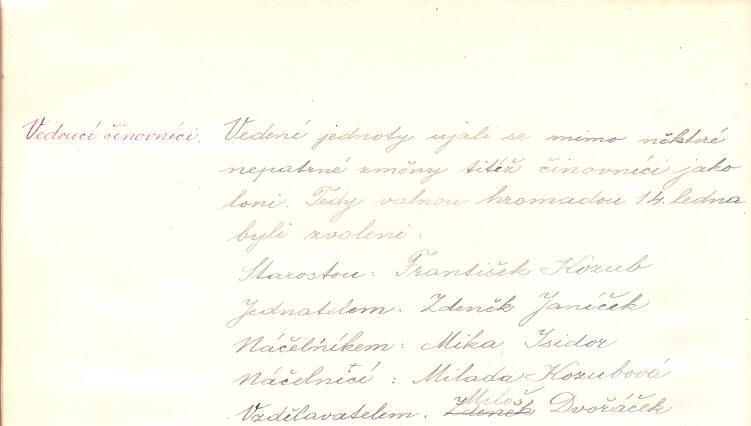 Vedoucí činovníci.
Vedení jednoty ujali se mimo některé
nepatrné změny titéž činovníci jako
loni. Tedy valnou hromadou 14. ledna
byli zvoleni:
Starostou: František Kozub
Jednatelem: Zdeněk Janíček
Náčelníkem: Mika Isidor
Náčelnicí: Milada Kozubová
Miloš
Vzdělavatelem. Zdeněk Dvořáček